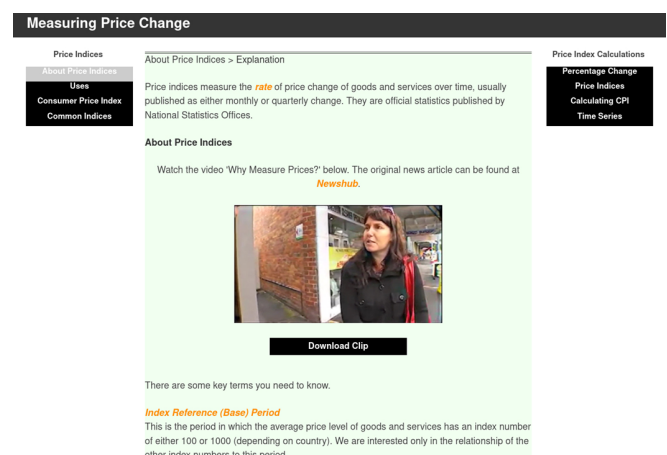 Measuring Price Change
Price Indices
About Price Indices
Uses
Consumer Price Index
Common Indices
About Price Indices > Explanation
Price indices measure the rate of price change of goods and services over time, usually
published as either monthly or quarterly change. They are official statistics published by
National Statistics Offices.
About Price Indices
Watch the video 'Why Measure Prices?' below. The original news article can be found at
Newshub.
Download Clip
There are some key terms you need to know.
Index Reference (Base) Period
This is the period in which the average price level of goods and services has an index number
of either 100 or 1000 (depending on country). We are interested only in the relationship of the
other index numbers to this period.
Price Index Calculations
Percentage Change
Price Indices
Calculating CPI
Time Series